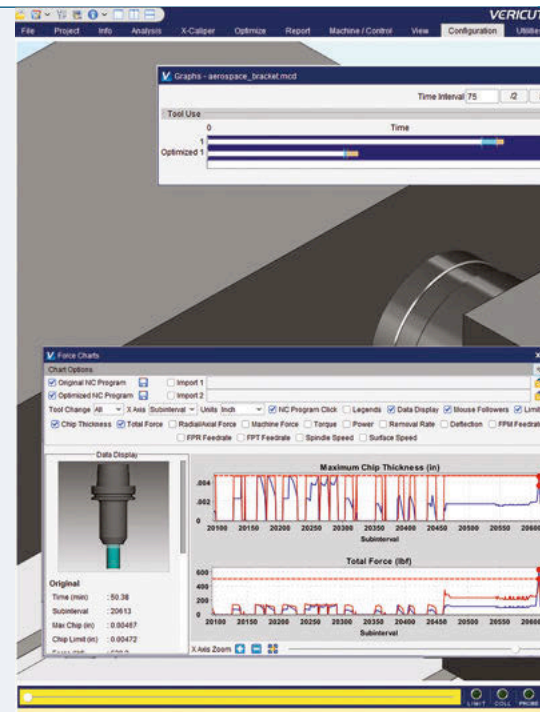 VERICUT
File Project Info Analysis X-Caliper Optimize Report Machine / Control View Configuration Utilities
Graphs - aerospace_bracket.mcd
Time Interval 75 /2
Tool Use
0 Time
1
Optimized 1
Force Charts
Chart Options
Original NC Program Import 1
Optimized NC Program Import 2
Tool Change All X Axis Subinterval Units Inch NC Program Click Legends Data Display Mouse Followers Limit
Chip Thickness Total Force Radial/Axial Force Machine Force Torque Power Removal Rate Deflection FPM Feedrate
FPR Feedrate FPT Feedrate Spindle Speed Surface Speed
Data Display
Maximum Chip Thickness (in)
.004
.002
0
20100 20150 20200 20250 20300 20350 20400 20450 20500 20550 20600
Subinterval
Total Force (lbf)
600
400
200
0
20100 20150 20200 20250 20300 20350 20400 20450 20500 20550 20600
Subinterval
Original
Time (min) : 50.38
Subinterval : 20613
Max Chip (in) : 0.00467
Chip Limit (in) : 0.00472
X Axis Zoom
LIMIT COLL PROBE